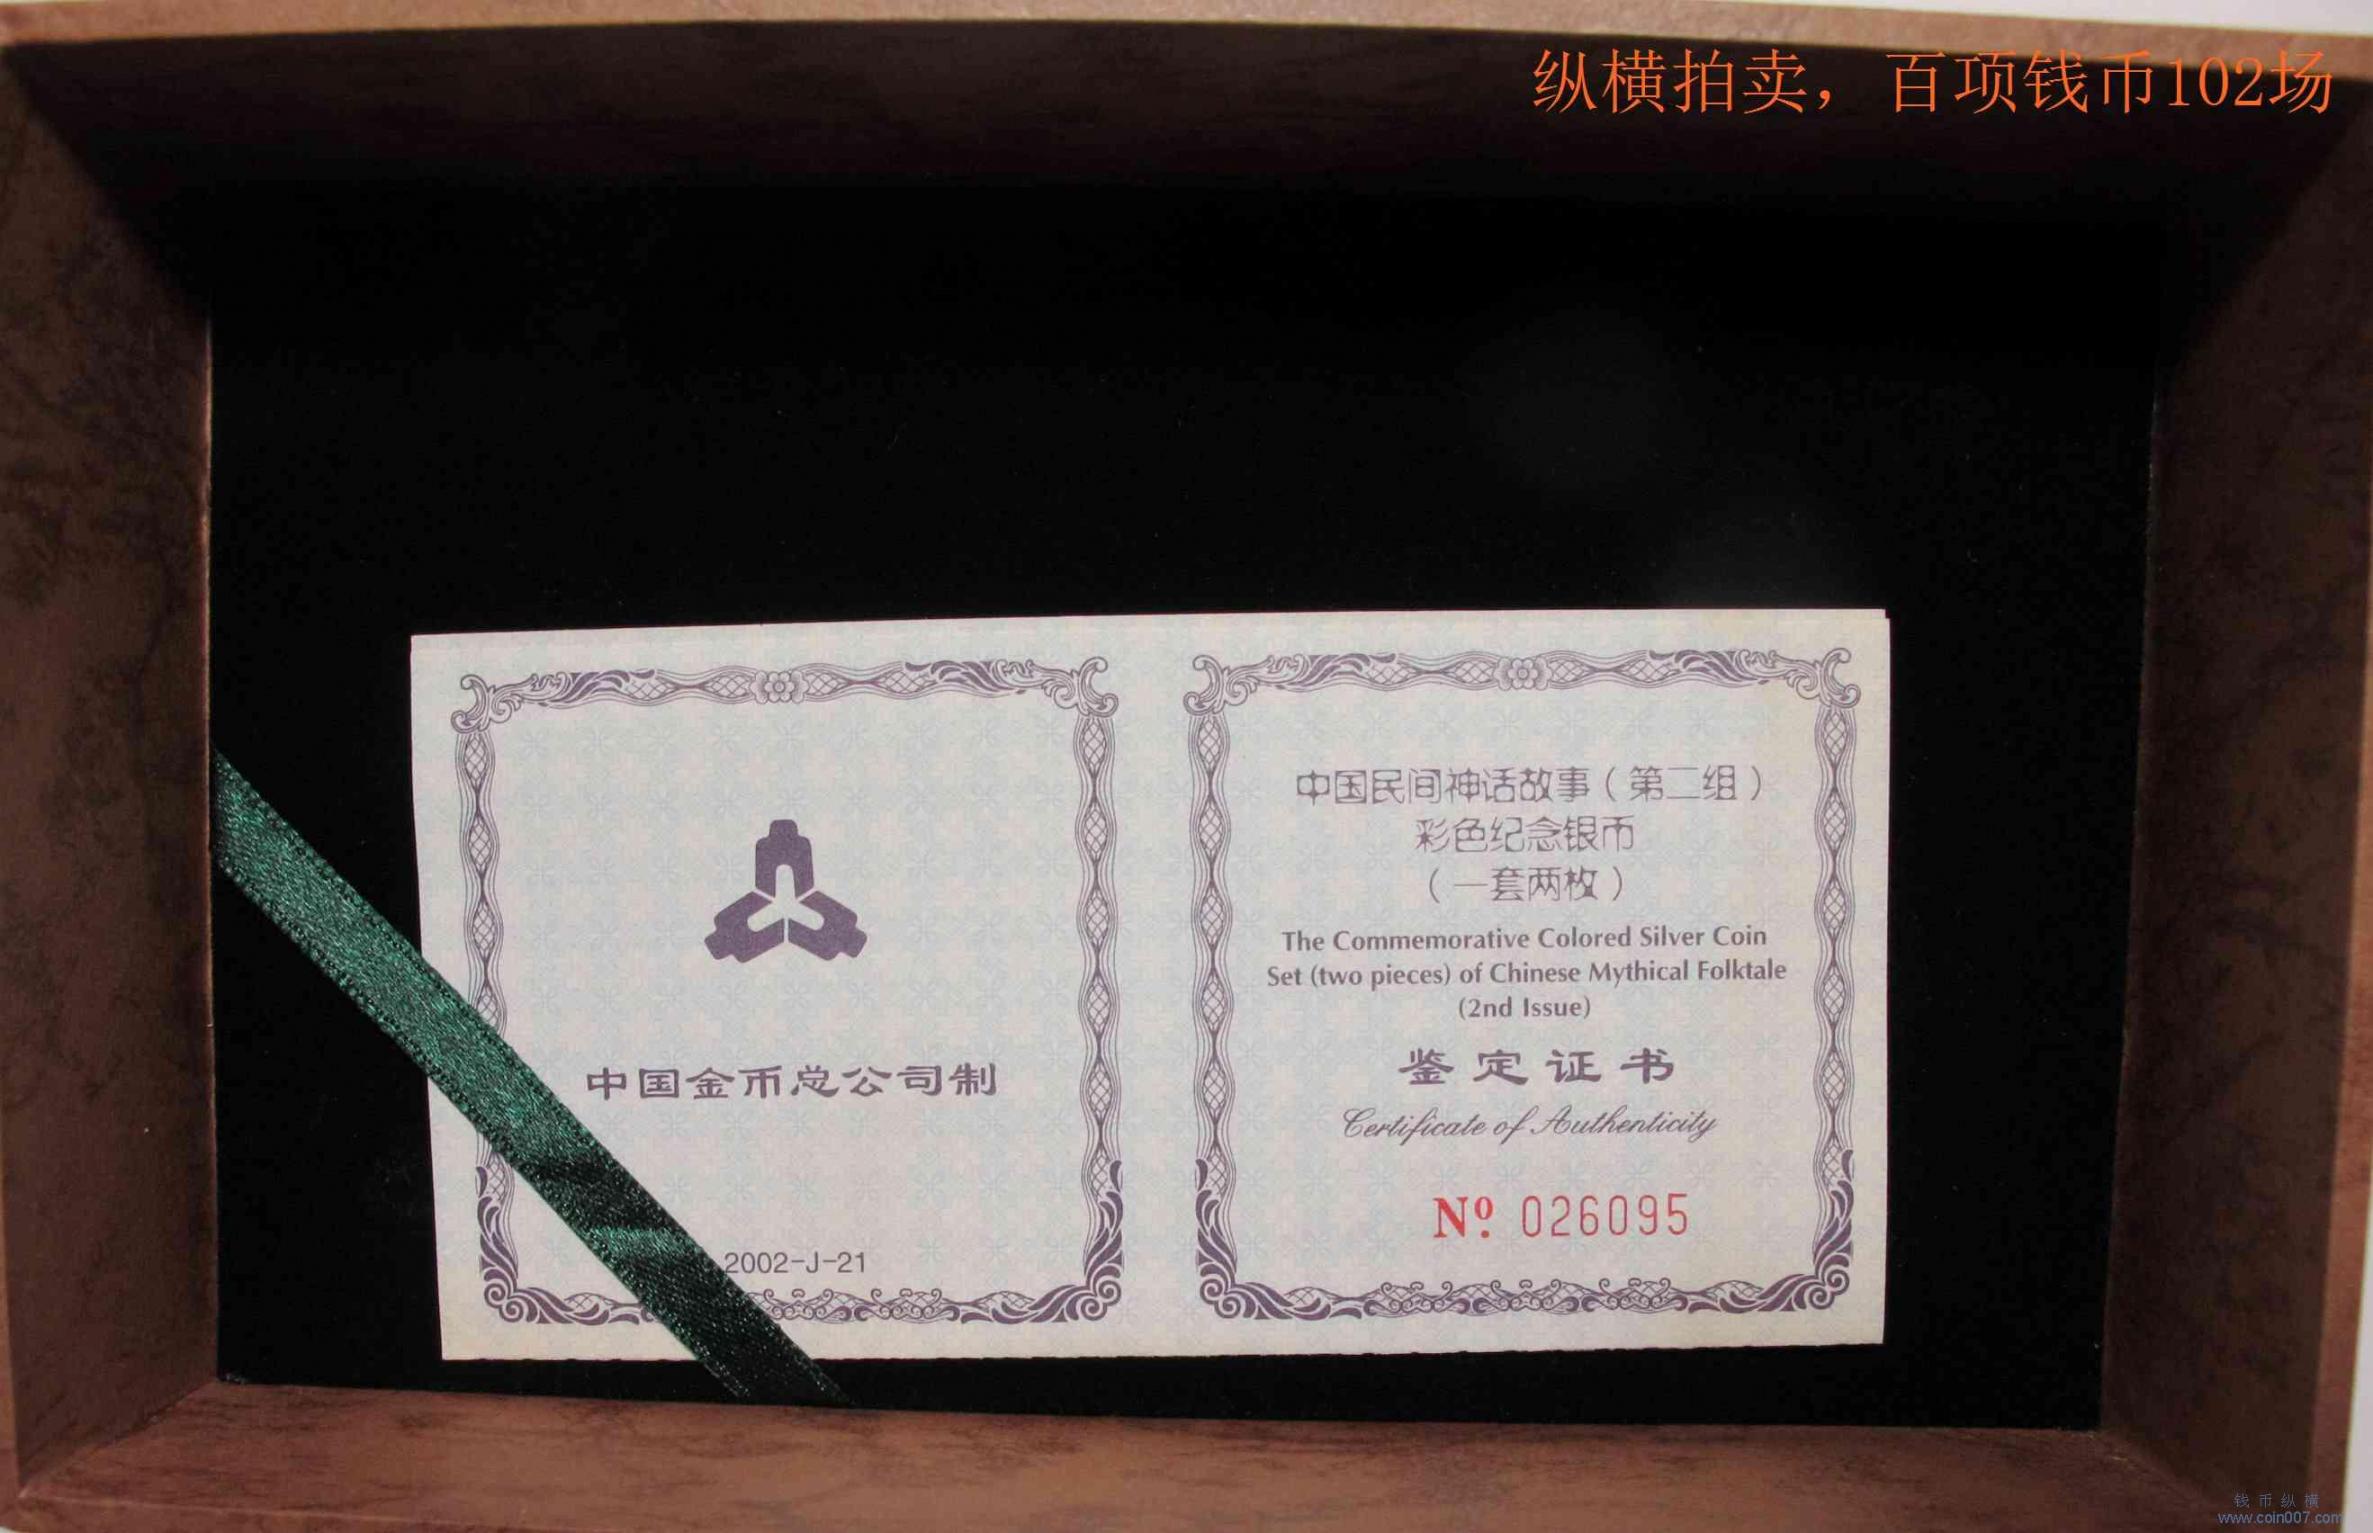 纵横拍卖，百项钱币102场
中国金币总公司制
2002-J-21
中国民间神话故事（第二组）
彩色纪念银币
（一套两枚）
The Commemorative Colored Silver Coin
Set (two pieces) of Chinese Mythical Folktale
(2nd Issue)
鉴定证书
Certificate of Authenticity
Nº 026095
钱币纵横
www.coin007.com